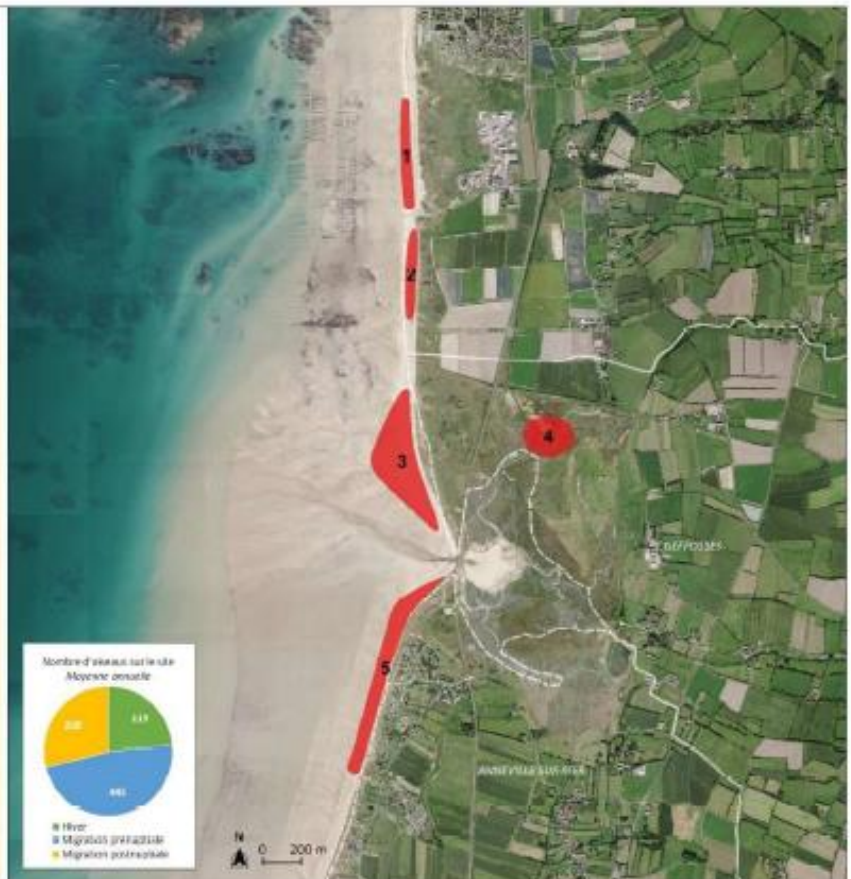 1
2
3
4
5
GEFFOSSES
ANNEVILLE-SUR-MER
Nombre d'oiseaux sur le site
Moyenne annuelle
Hiver
Migration prénuptiale
Migration postnuptiale
N
0 200 m